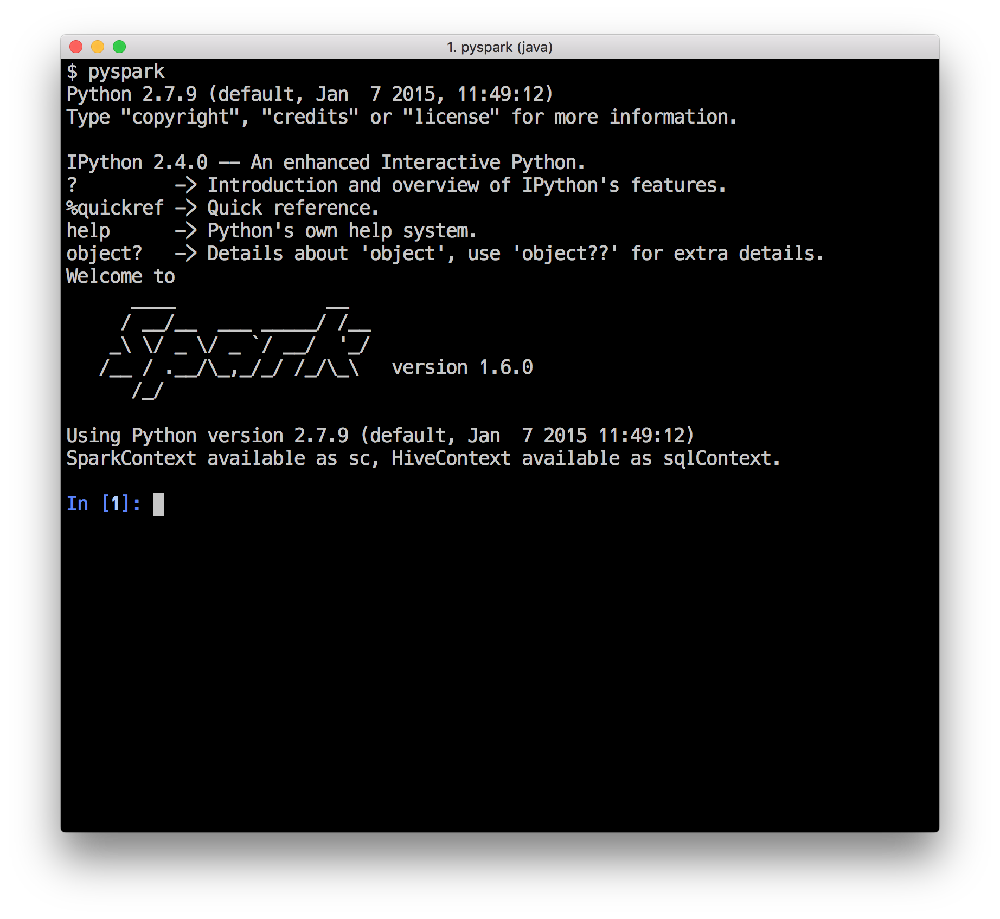 1. pyspark (java)
$ pyspark
Python 2.7.9 (default, Jan  7 2015, 11:49:12)
Type "copyright", "credits" or "license" for more information.

IPython 2.4.0 -- An enhanced Interactive Python.
?         -> Introduction and overview of IPython's features.
%quickref -> Quick reference.
help      -> Python's own help system.
object?   -> Details about 'object', use 'object??' for extra details.
Welcome to
      ____              __
     / __/__  ___ _____/ /__
    _\ \/ _ \/ _ `/ __/  '_/
   /__ / .__/\_,_/_/ /_/\_\   version 1.6.0
      /_/

Using Python version 2.7.9 (default, Jan  7 2015 11:49:12)
SparkContext available as sc, HiveContext available as sqlContext.

In [1]: